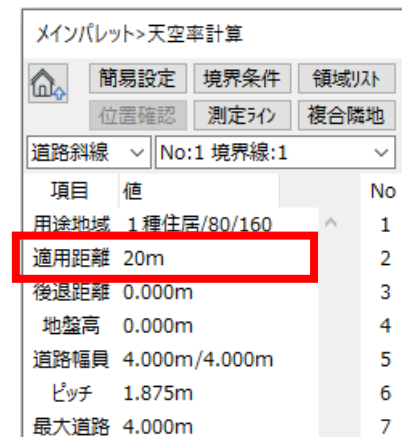 メインパレット>天空率計算
簡易設定 境界条件 領域リスト
位置確認 測定ライン 複合隣地
道路斜線 No:1 境界線:1
項目 値 No
用途地域 1種住居/80/160 1
適用距離 20m 2
後退距離 0.000m 3
地盤高 0.000m 4
道路幅員 4.000m/4.000m 5
ピッチ 1.875m 6
最大道路 4.000m 7